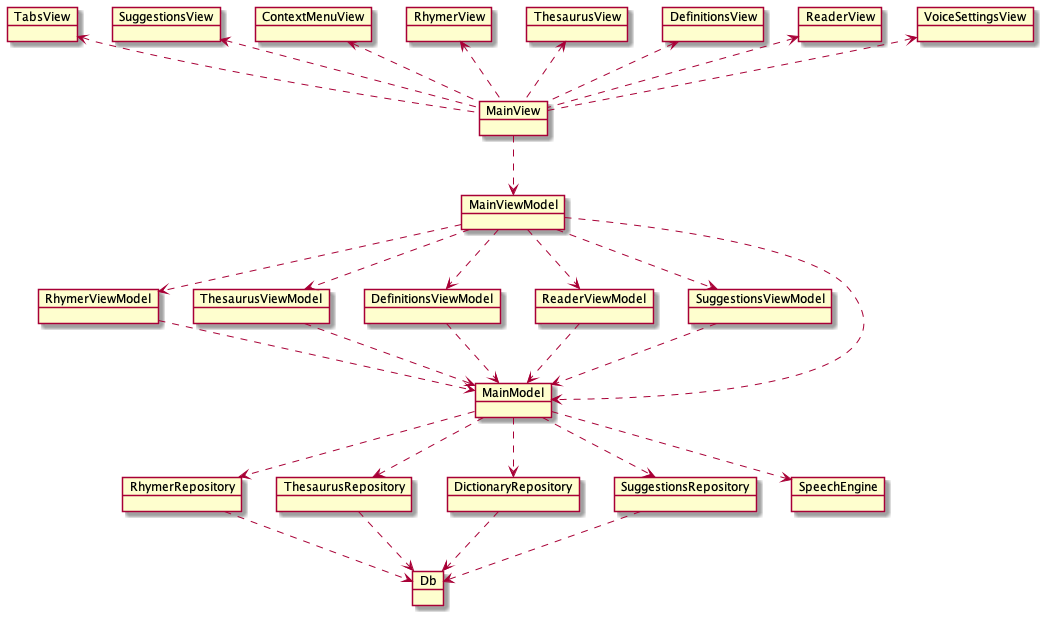 TabsView
SuggestionsView
ContextMenuView
RhymerView
ThesaurusView
DefinitionsView
ReaderView
VoiceSettingsView
MainView
MainViewModel
RhymerViewModel
ThesaurusViewModel
DefinitionsViewModel
ReaderViewModel
SuggestionsViewModel
MainModel
RhymerRepository
ThesaurusRepository
DictionaryRepository
SuggestionsRepository
SpeechEngine
Db